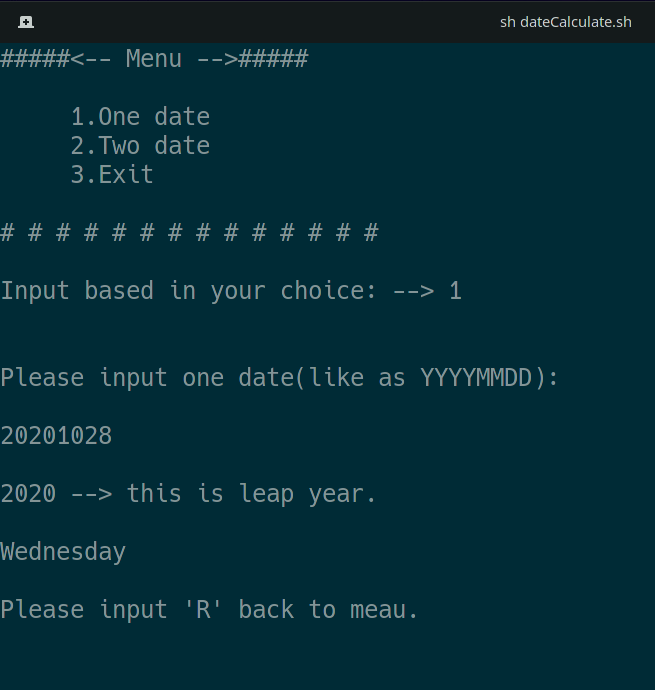 sh dateCalculate.sh
#####<-- Menu -->#####
1.One date
2.Two date
3.Exit
# # # # # # # # # # # # # #
Input based in your choice: --> 1
Please input one date(like as YYYYMMDD):
20201028
2020 --> this is leap year.
Wednesday
Please input 'R' back to meau.